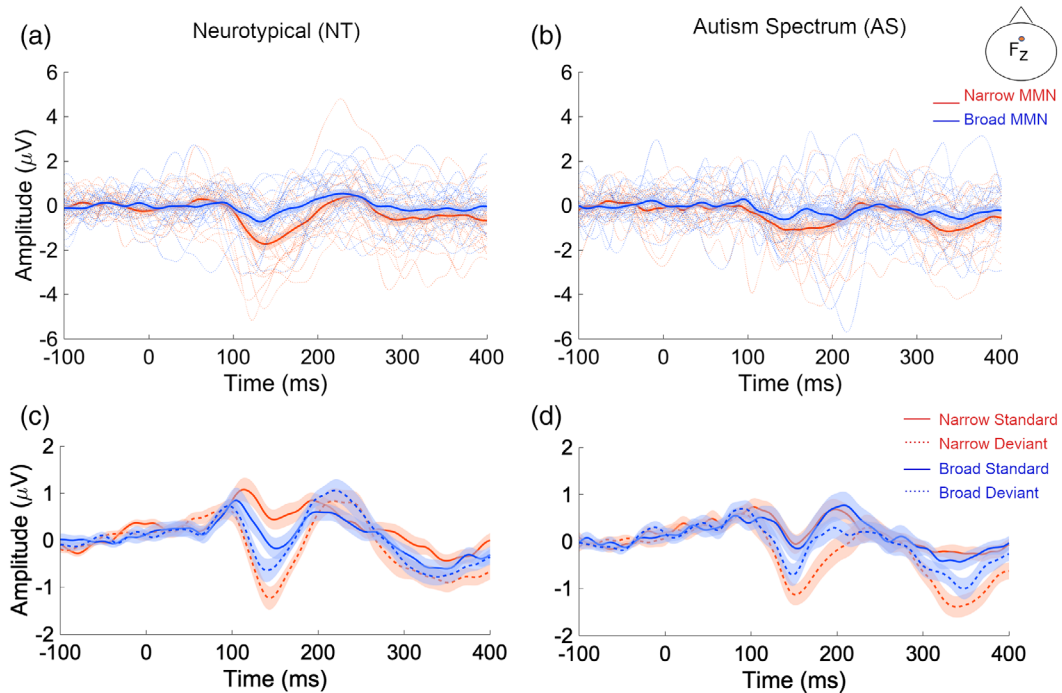 (a)
Neurotypical (NT)
(b)
Autism Spectrum (AS)
Fz
Narrow MMN
Broad MMN
Amplitude (μV)
6
4
2
0
-2
-4
-6
-100 0 100 200 300 400
Time (ms)
6
4
2
0
-2
-4
-6
-100 0 100 200 300 400
Time (ms)
(c)
(d)
Narrow Standard
Narrow Deviant
Broad Standard
Broad Deviant
Amplitude (μV)
2
1
0
-1
-2
-100 0 100 200 300 400
Time (ms)
2
1
0
-1
-2
-100 0 100 200 300 400
Time (ms)